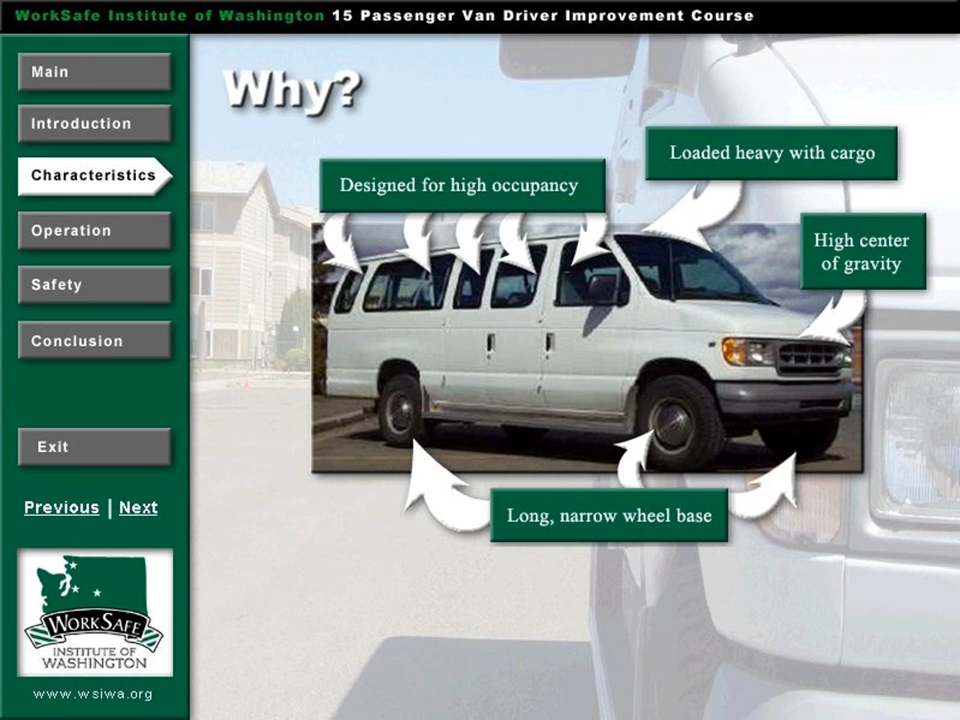 WorkSafe Institute of Washington 15 Passenger Van Driver Improvement Course
Main
Introduction
Characteristics
Operation
Safety
Conclusion
Exit
Previous | Next
WORKSAFE
INSTITUTE OF
WASHINGTON
www.wsiwa.org
Why?
Designed for high occupancy
Loaded heavy with cargo
High center
of gravity
Long, narrow wheel base